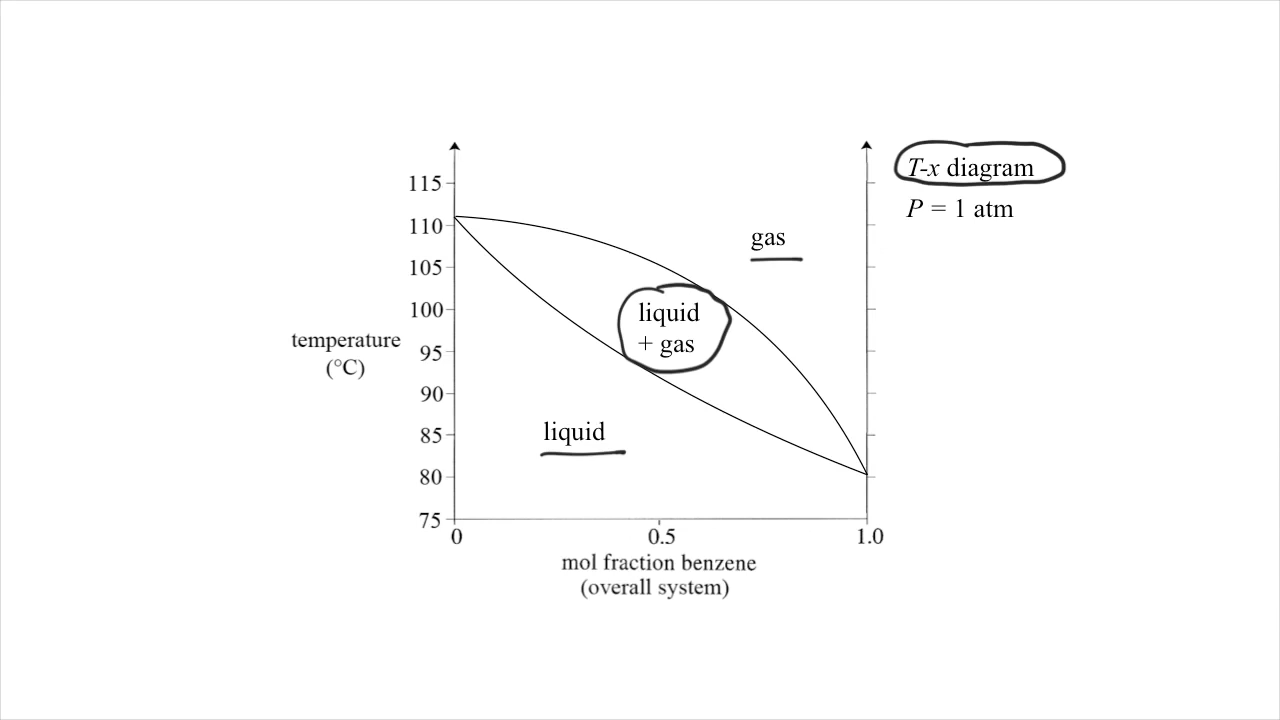 T-x diagram
P = 1 atm
115
110
105
100
95
90
85
80
75
temperature
(°C)
gas
liquid
+ gas
liquid
0
0.5
1.0
mol fraction benzene
(overall system)